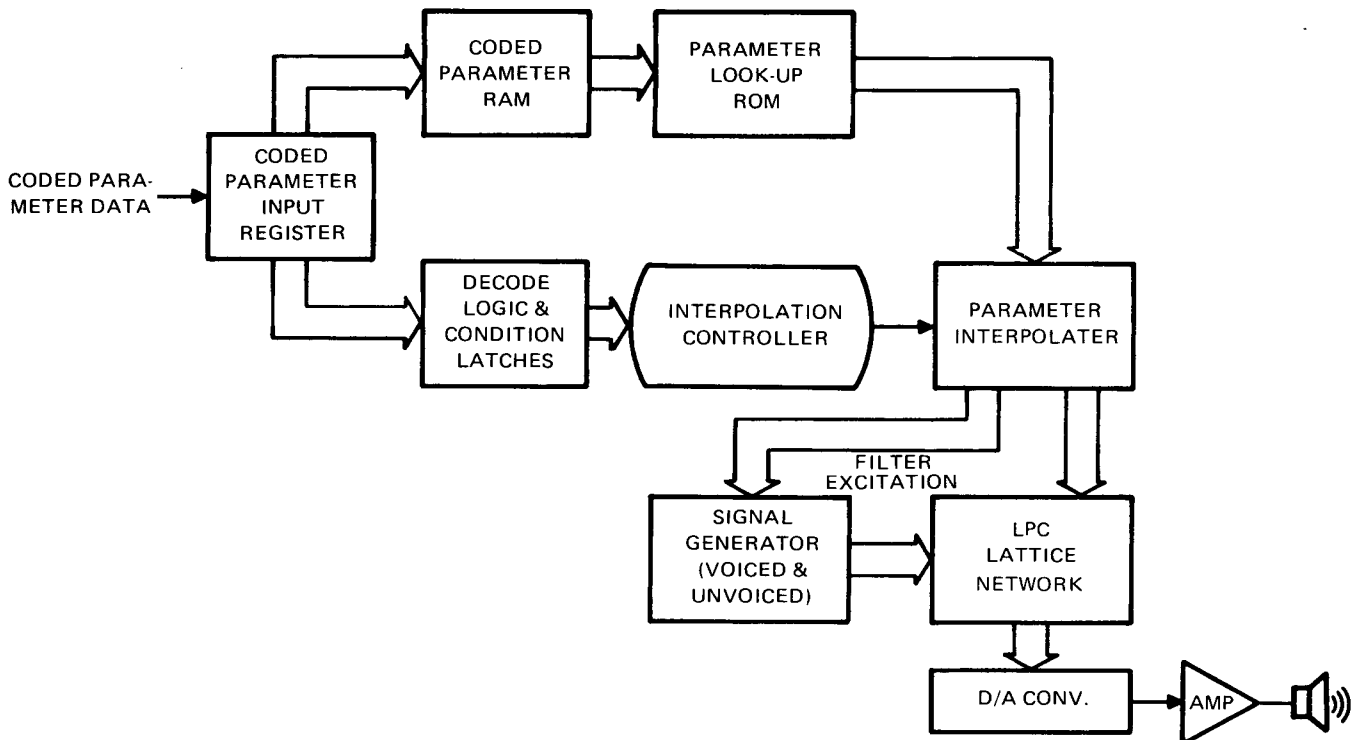 CODED PARAMETER RAM
PARAMETER LOOK-UP ROM
CODED PARA-
METER DATA
CODED
PARAMETER
INPUT
REGISTER
DECODE
LOGIC &
CONDITION
LATCHES
INTERPOLATION
CONTROLLER
PARAMETER
INTERPOLATER
FILTER
EXCITATION
SIGNAL
GENERATOR
(VOICED &
UNVOICED)
LPC
LATTICE
NETWORK
D/A CONV.
AMP